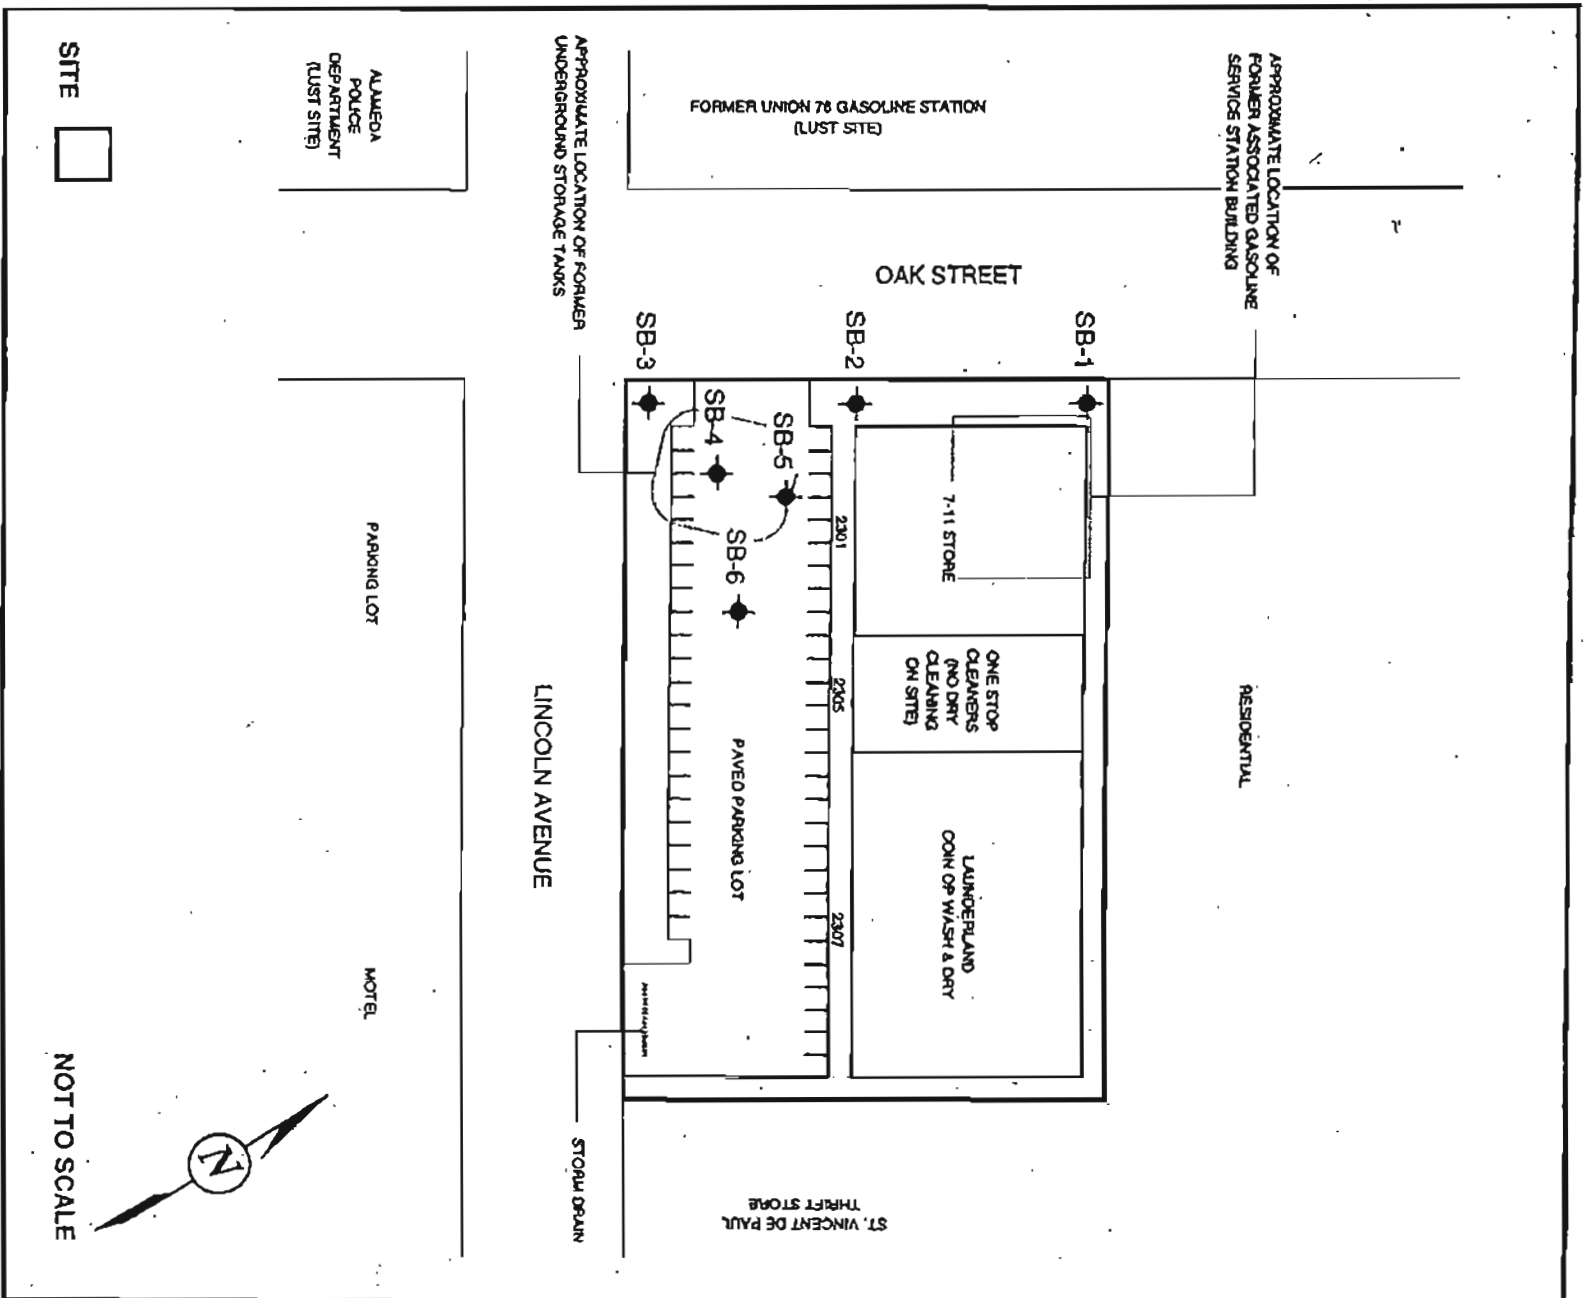 APPROXIMATE LOCATION OF
FORMER ASSOCIATED GASOLINE
SERVICE STATION BUILDING
FORMER UNION 76 GASOLINE STATION
(LUST SITE)
APPROXIMATE LOCATION OF FORMER
UNDERGROUND STORAGE TANKS
ALAMEDA
POLICE
DEPARTMENT
(LUST SITE)
SITE
OAK STREET
SB-1
SB-2
SB-3
SB-4
SB-5
SB-6
7-11 STORE
2301
ONE STOP
CLEANERS
(NO DRY
CLEANING
ON SITE)
2305
LAUNDERLAND
COIN OP WASH & DRY
2307
PAVED PARKING LOT
RESIDENTIAL
LINCOLN AVENUE
PARKING LOT
MOTEL
STORM DRAIN
ST. VINCENT DE PAUL
THRIFT STORE
N
NOT TO SCALE